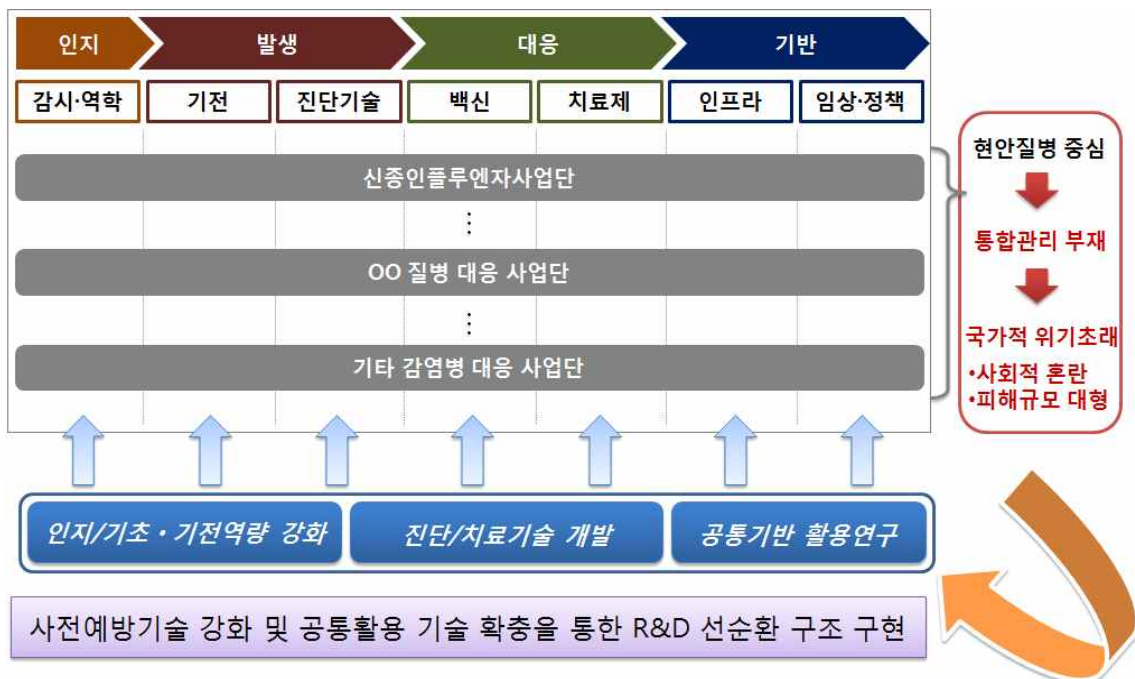 인지
발생
대응
기반
감시·역학
기전
진단기술
백신
치료제
인프라
임상·정책
신종인플루엔자사업단
⋮
OO 질병 대응 사업단
⋮
기타 감염병 대응 사업단
현안질병 중심
통합관리 부재
국가적 위기초래
•사회적 혼란
•피해규모 대형
인지/기초·기전역량 강화
진단/치료기술 개발
공통기반 활용연구
사전예방기술 강화 및 공통활용 기술 확충을 통한 R&D 선순환 구조 구현